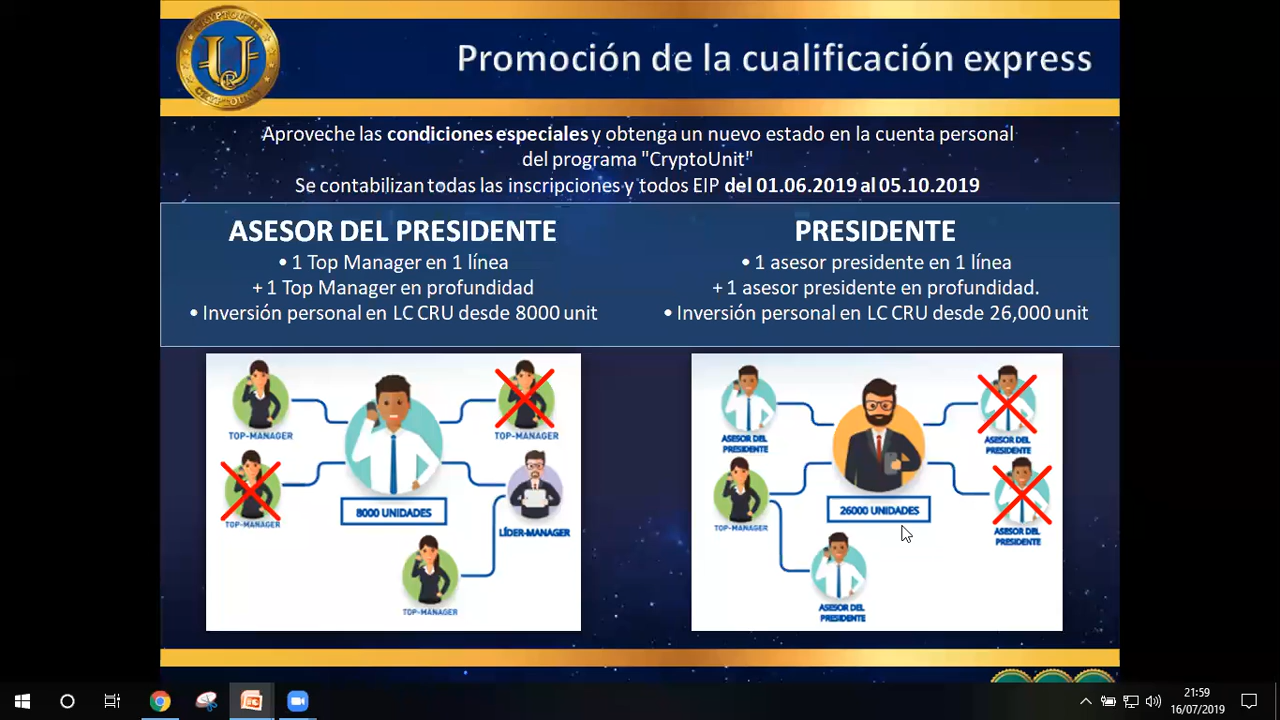 CRYPTOUNIT
CRYPTOUNIT
Promoción de la cualificación express
Aproveche las condiciones especiales y obtenga un nuevo estado en la cuenta personal
del programa "CryptoUnit"
Se contabilizan todas las inscripciones y todos EIP del 01.06.2019 al 05.10.2019
ASESOR DEL PRESIDENTE
• 1 Top Manager en 1 línea
+ 1 Top Manager en profundidad
• Inversión personal en LC CRU desde 8000 unit
PRESIDENTE
• 1 asesor presidente en 1 línea
+ 1 asesor presidente en profundidad.
• Inversión personal en LC CRU desde 26,000 unit
TOP-MANAGER
TOP-MANAGER
TOP-MANAGER
8000 UNIDADES
LÍDER-MANAGER
TOP-MANAGER
ASESOR DEL
PRESIDENTE
ASESOR DEL
PRESIDENTE
TOP-MANAGER
26000 UNIDADES
ASESOR DEL
PRESIDENTE
ASESOR DEL
PRESIDENTE
21:59
16/07/2019